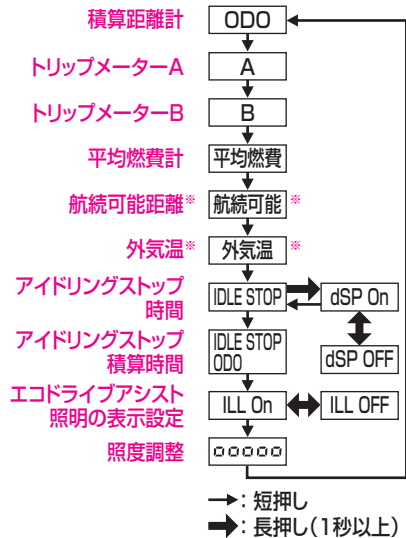 積算距離計 ODO
トリップメーターA A
トリップメーターB B
平均燃費計 平均燃費
航続可能距離※ 航続可能 ※
外気温※ 外気温 ※
アイドリングストップ
時間 IDLE STOP dSP On
dSP OFF
アイドリングストップ
積算時間 IDLE STOP
ODO
エコドライブアシスト
照明の表示設定 ILL On ILL OFF
照度調整 ooooo
→：短押し
➡：長押し（1秒以上）